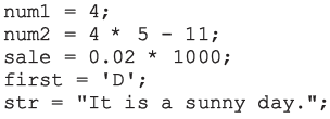 num1 = 4;
num2 = 4 * 5 - 11;
sale = 0.02 * 1000;
first = 'D';
str = "It is a sunny day.";